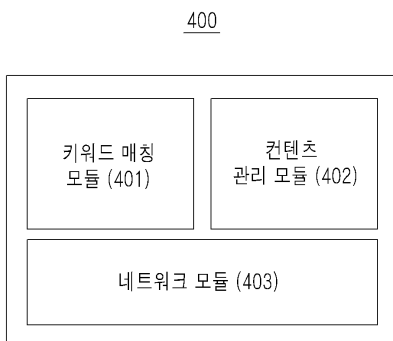 400
키워드 매칭
모듈 (401)
컨텐츠
관리 모듈 (402)
네트워크 모듈 (403)